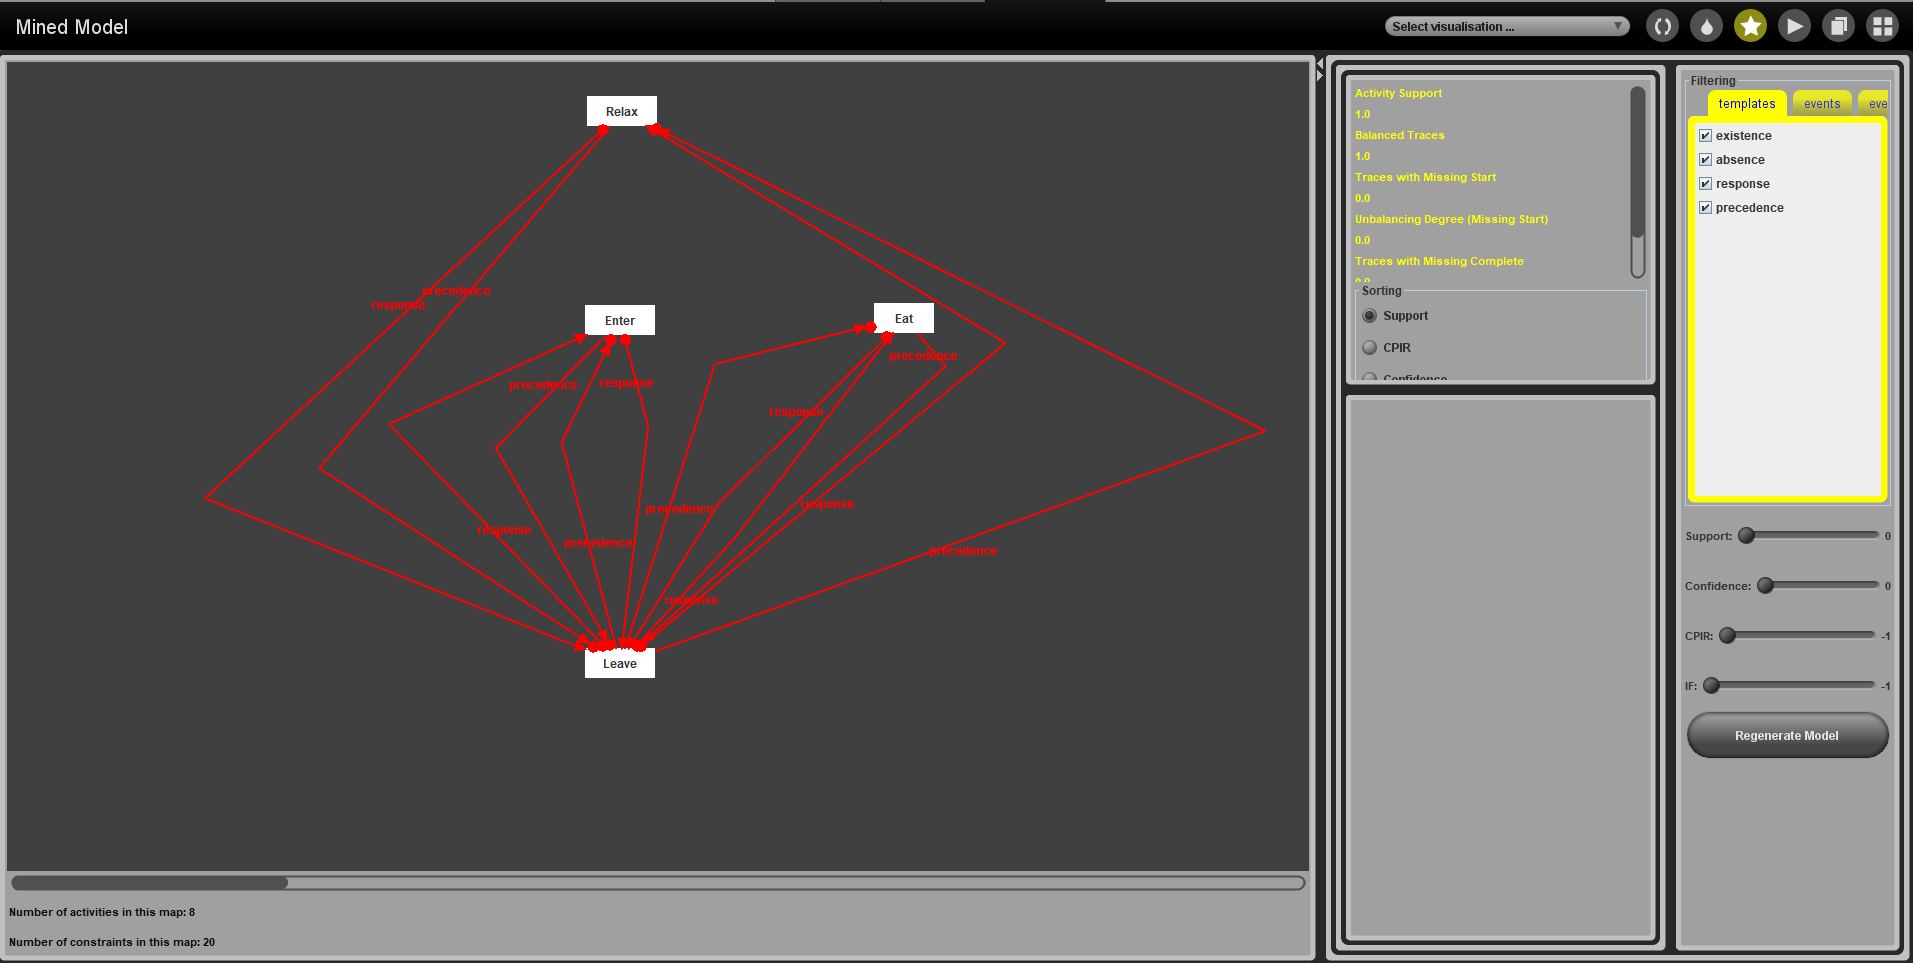 Mined Model
Select visualisation ...
Relax
precedence
response
Enter
Eat
precedence
precedence
response
response
precedence
response
response
precedence
precedence
response
Leave
Number of activities in this map: 8
Number of constraints in this map: 20
Activity Support
1.0
Balanced Traces
1.0
Traces with Missing Start
0.0
Unbalancing Degree (Missing Start)
0.0
Traces with Missing Complete
0.0
Sorting
Support
CPIR
Confidence
Filtering
templates events eve
existence
absence
response
precedence
Support: 0
Confidence: 0
CPIR: -1
IF: -1
Regenerate Model